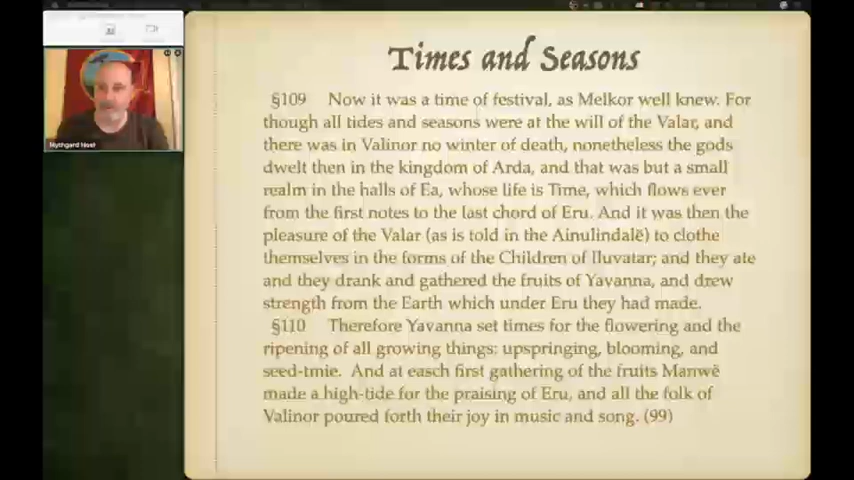 Times and Seasons
Mythgard Host
§109 Now it was a time of festival, as Melkor well knew. For
though all tides and seasons were at the will of the Valar, and
there was in Valinor no winter of death, nonetheless the gods
dwelt then in the kingdom of Arda, and that was but a small
realm in the halls of Ea, whose life is Time, which flows ever
from the first notes to the last chord of Eru. And it was then the
pleasure of the Valar (as is told in the Ainulindalë) to clothe
themselves in the forms of the Children of Iluvatar; and they ate
and they drank and gathered the fruits of Yavanna, and drew
strength from the Earth which under Eru they had made.
§110 Therefore Yavanna set times for the flowering and the
ripening of all growing things: upspringing, blooming, and
seed-tmie. And at easch first gathering of the fruits Manwë
made a high-tide for the praising of Eru, and all the folk of
Valinor poured forth their joy in music and song. (99)